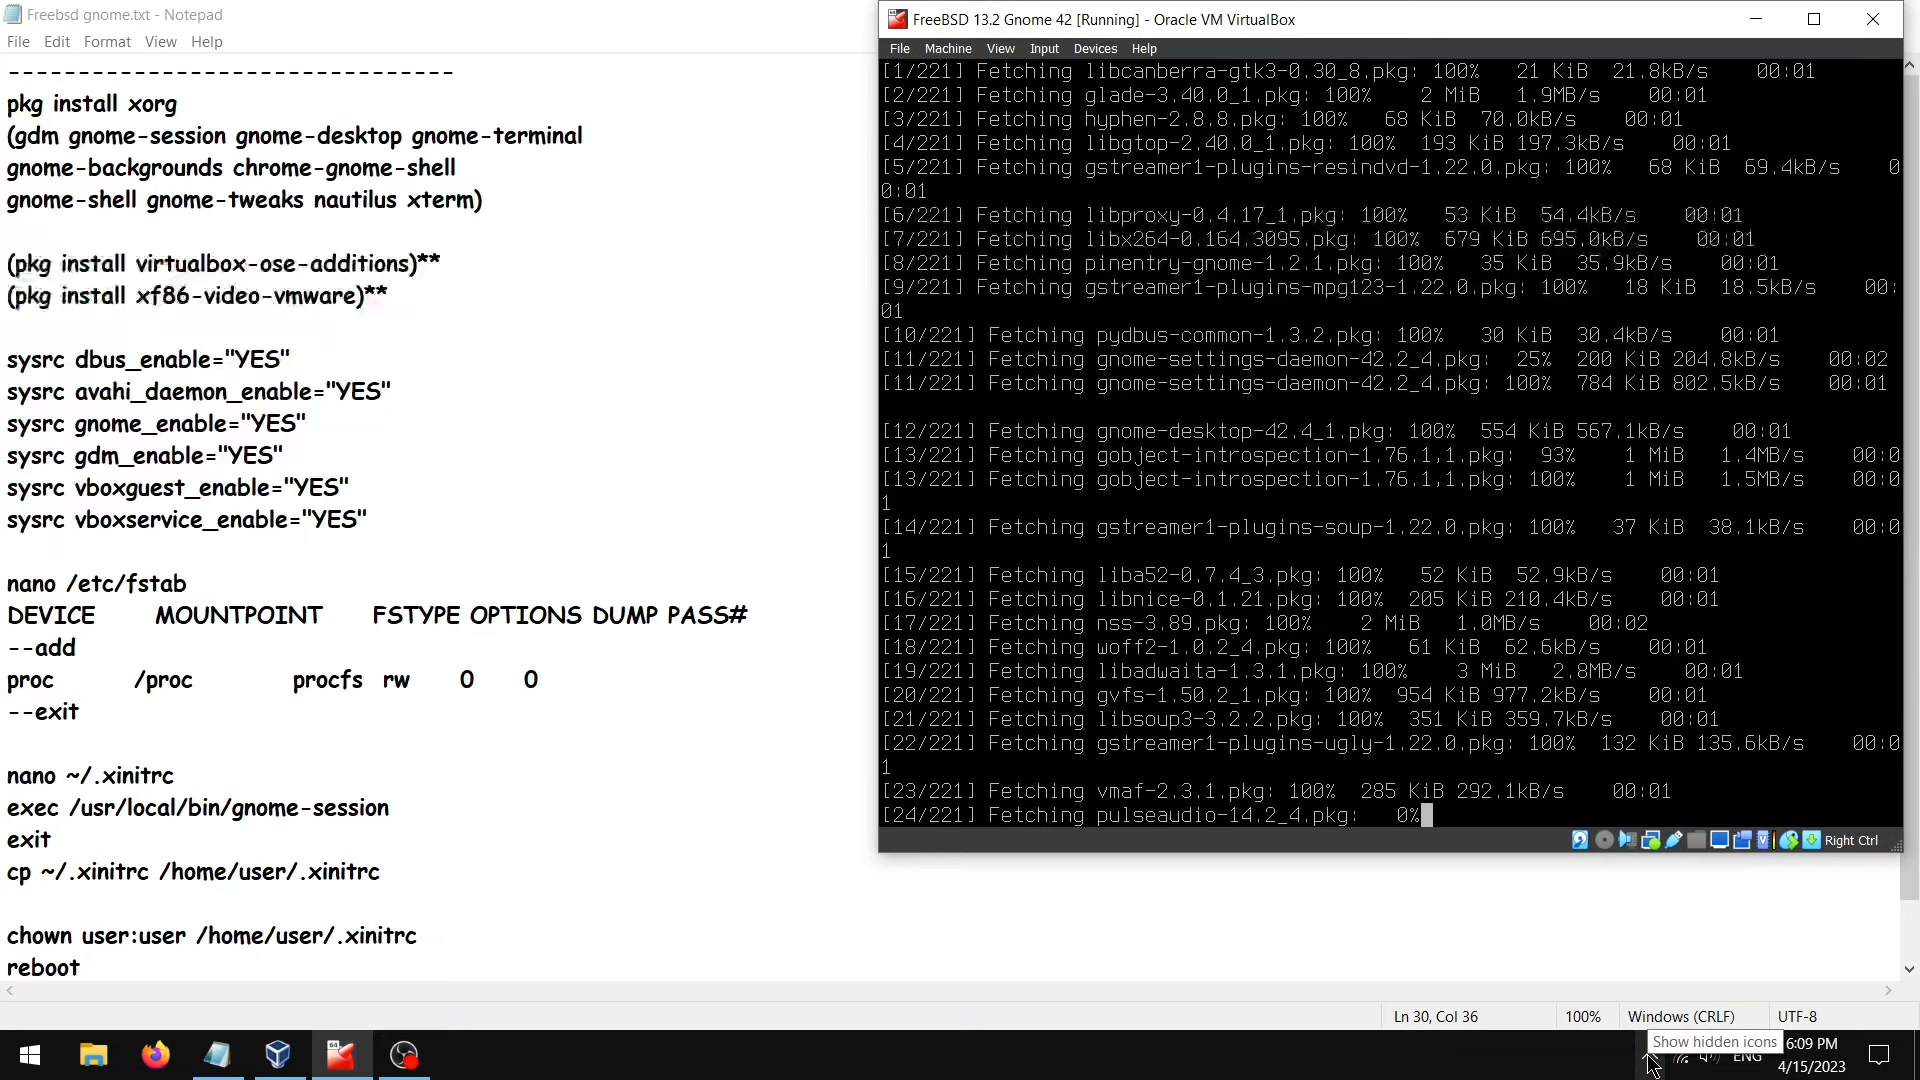 Freebsd gnome.txt - Notepad
File Edit Format View Help
--------------------------------
pkg install xorg
(gdm gnome-session gnome-desktop gnome-terminal
gnome-backgrounds chrome-gnome-shell
gnome-shell gnome-tweaks nautilus xterm)
(pkg install virtualbox-ose-additions)**
(pkg install xf86-video-vmware)**
sysrc dbus_enable="YES"
sysrc avahi_daemon_enable="YES"
sysrc gnome_enable="YES"
sysrc gdm_enable="YES"
sysrc vboxguest_enable="YES"
sysrc vboxservice_enable="YES"
nano /etc/fstab
DEVICE MOUNTPOINT FSTYPE OPTIONS DUMP PASS#
--add
proc /proc procfs rw 0 0
--exit
nano ~/.xinitrc
exec /usr/local/bin/gnome-session
exit
cp ~/.xinitrc /home/user/.xinitrc
chown user:user /home/user/.xinitrc
reboot
FreeBSD 13.2 Gnome 42 [Running] - Oracle VM VirtualBox
File Machine View Input Devices Help
[1/221] Fetching libcanberra-gtk3-0.30_8.pkg: 100% 21 KiB 21.8kB/s 00:01
[2/221] Fetching glade-3.40.0_1.pkg: 100% 2 MiB 1.9MB/s 00:01
[3/221] Fetching hyphen-2.8.8.pkg: 100% 68 KiB 70.0kB/s 00:01
[4/221] Fetching libgtop-2.40.0_1.pkg: 100% 193 KiB 197.3kB/s 00:01
[5/221] Fetching gstreamer1-plugins-resindvd-1.22.0.pkg: 100% 68 KiB 69.4kB/s 0
0:01
[6/221] Fetching libproxy-0.4.17_1.pkg: 100% 53 KiB 54.4kB/s 00:01
[7/221] Fetching libx264-0.164.3095.pkg: 100% 679 KiB 695.0kB/s 00:01
[8/221] Fetching pinentry-gnome-1.2.1.pkg: 100% 35 KiB 35.9kB/s 00:01
[9/221] Fetching gstreamer1-plugins-mpg123-1.22.0.pkg: 100% 18 KiB 18.5kB/s 00:
01
[10/221] Fetching pydbus-common-1.3.2.pkg: 100% 30 KiB 30.4kB/s 00:01
[11/221] Fetching gnome-settings-daemon-42.2_4.pkg: 25% 200 KiB 204.8kB/s 00:02
[11/221] Fetching gnome-settings-daemon-42.2_4.pkg: 100% 784 KiB 802.5kB/s 00:01
[12/221] Fetching gnome-desktop-42.4_1.pkg: 100% 554 KiB 567.1kB/s 00:01
[13/221] Fetching gobject-introspection-1.76.1,1.pkg: 93% 1 MiB 1.4MB/s 00:0
[13/221] Fetching gobject-introspection-1.76.1,1.pkg: 100% 1 MiB 1.5MB/s 00:0
1
[14/221] Fetching gstreamer1-plugins-soup-1.22.0.pkg: 100% 37 KiB 38.1kB/s 00:0
1
[15/221] Fetching liba52-0.7.4_3.pkg: 100% 52 KiB 52.9kB/s 00:01
[16/221] Fetching libnice-0.1.21.pkg: 100% 205 KiB 210.4kB/s 00:01
[17/221] Fetching nss-3.89.pkg: 100% 2 MiB 1.0MB/s 00:02
[18/221] Fetching woff2-1.0.2_4.pkg: 100% 61 KiB 62.6kB/s 00:01
[19/221] Fetching libadwaita-1.3.1.pkg: 100% 3 MiB 2.8MB/s 00:01
[20/221] Fetching gvfs-1.50.2_1.pkg: 100% 954 KiB 977.2kB/s 00:01
[21/221] Fetching libsoup3-3.2.2.pkg: 100% 351 KiB 359.7kB/s 00:01
[22/221] Fetching gstreamer1-plugins-ugly-1.22.0.pkg: 100% 132 KiB 135.6kB/s 00:0
1
[23/221] Fetching vmaf-2.3.1.pkg: 100% 285 KiB 292.1kB/s 00:01
[24/221] Fetching pulseaudio-14.2_4.pkg: 0%
Right Ctrl
Ln 30, Col 36 100% Windows (CRLF) UTF-8
Show hidden icons
ENG
6:09 PM
4/15/2023
64